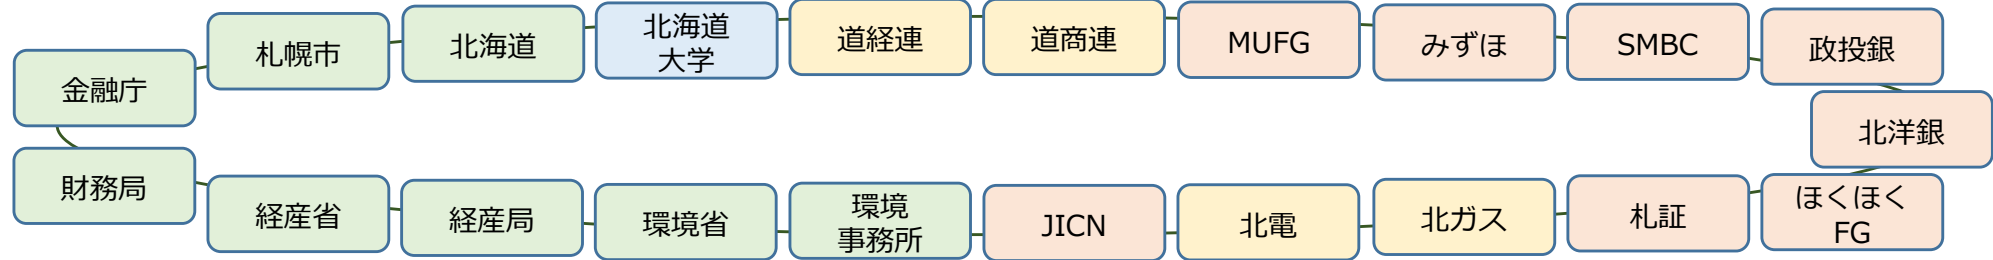 金融庁
札幌市
北海道
北海道
大学
道経連
道商連
MUFG
みずほ
SMBC
政投銀
北洋銀
財務局
経産省
経産局
環境省
環境
事務所
JICN
北電
北ガス
札証
ほくほく
FG